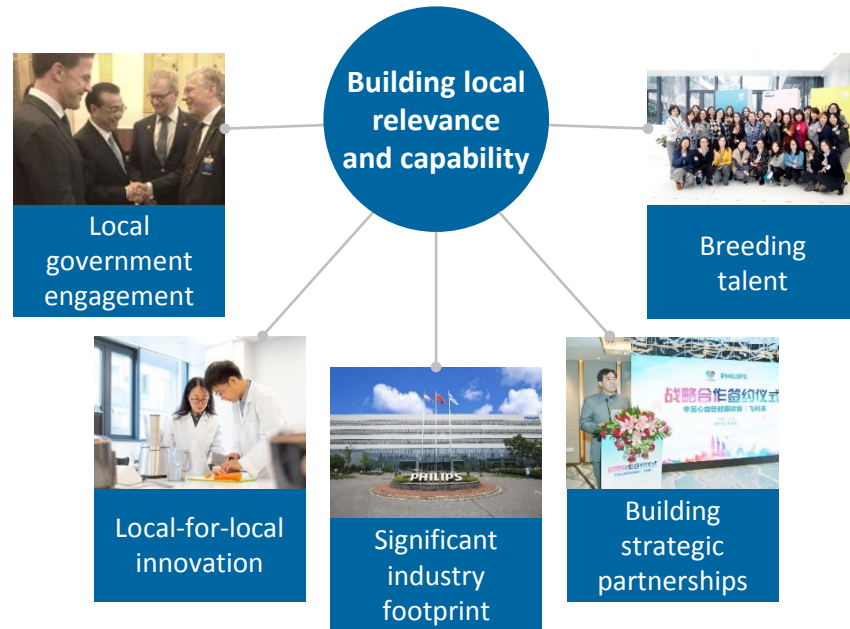 Building local
relevance
and capability
Local
government
engagement
Breeding
talent
Local-for-local
innovation
PHILIPS
Significant
industry
footprint
PHILIPS
战略合作签约仪式
Building
strategic
partnerships